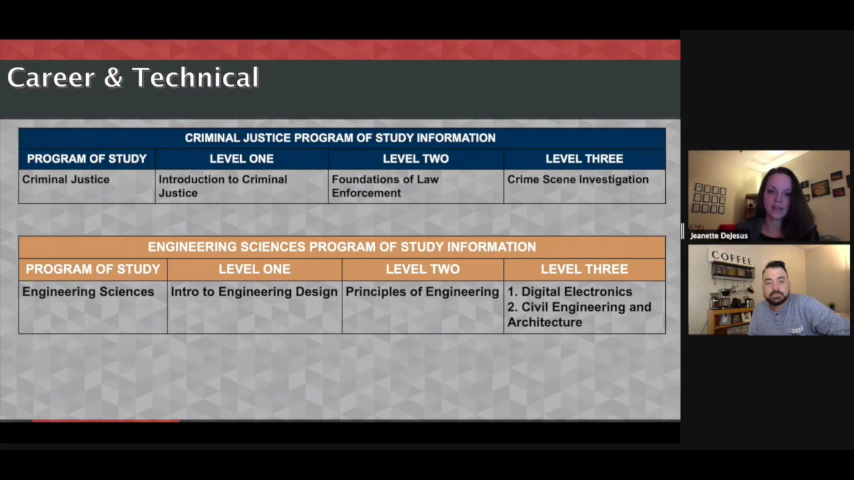 Career & Technical
CRIMINAL JUSTICE PROGRAM OF STUDY INFORMATION
PROGRAM OF STUDY LEVEL ONE LEVEL TWO LEVEL THREE
Criminal Justice Introduction to Criminal Foundations of Law Crime Scene Investigation
Justice Enforcement
ENGINEERING SCIENCES PROGRAM OF STUDY INFORMATION
PROGRAM OF STUDY LEVEL ONE LEVEL TWO LEVEL THREE
Engineering Sciences Intro to Engineering Design Principles of Engineering 1. Digital Electronics
2. Civil Engineering and
Architecture
Jeanette DeJesus
COFFEE